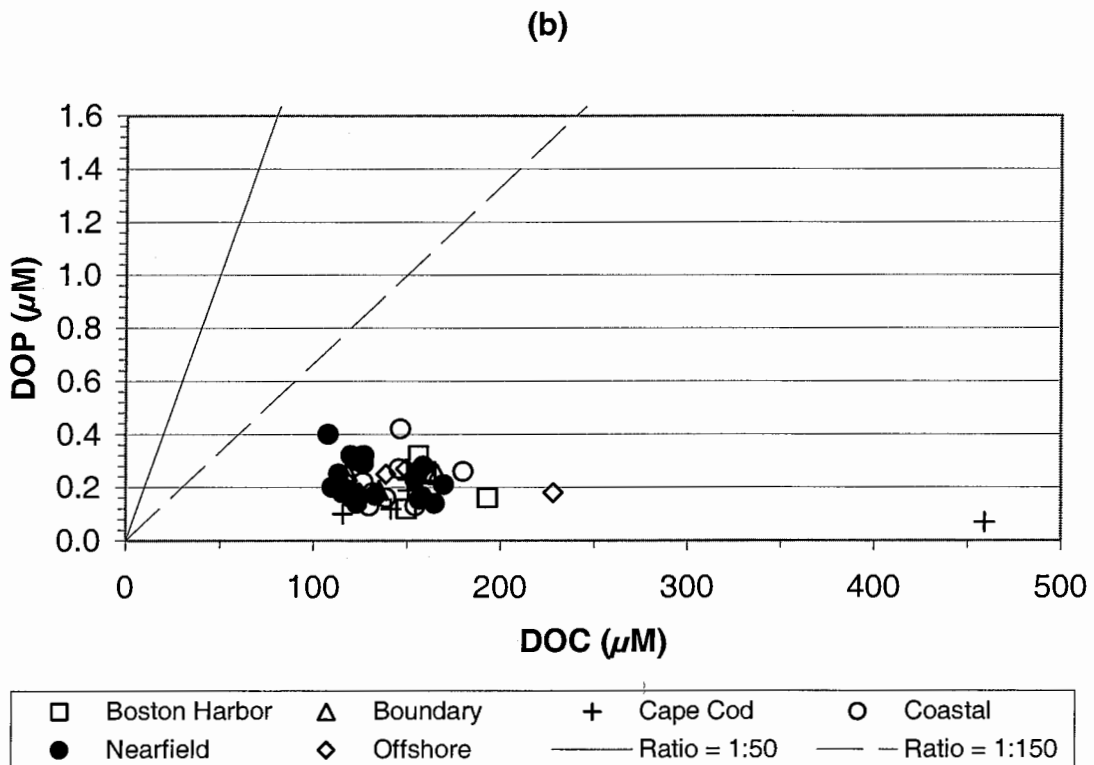 (b)
1.6
1.4
1.2
1.0
0.8
0.6
0.4
0.2
0.0
DOP (µM)
0 100 200 300 400 500
DOC (µM)
Boston Harbor Boundary Cape Cod Coastal
Nearfield Offshore Ratio = 1:50 Ratio = 1:150